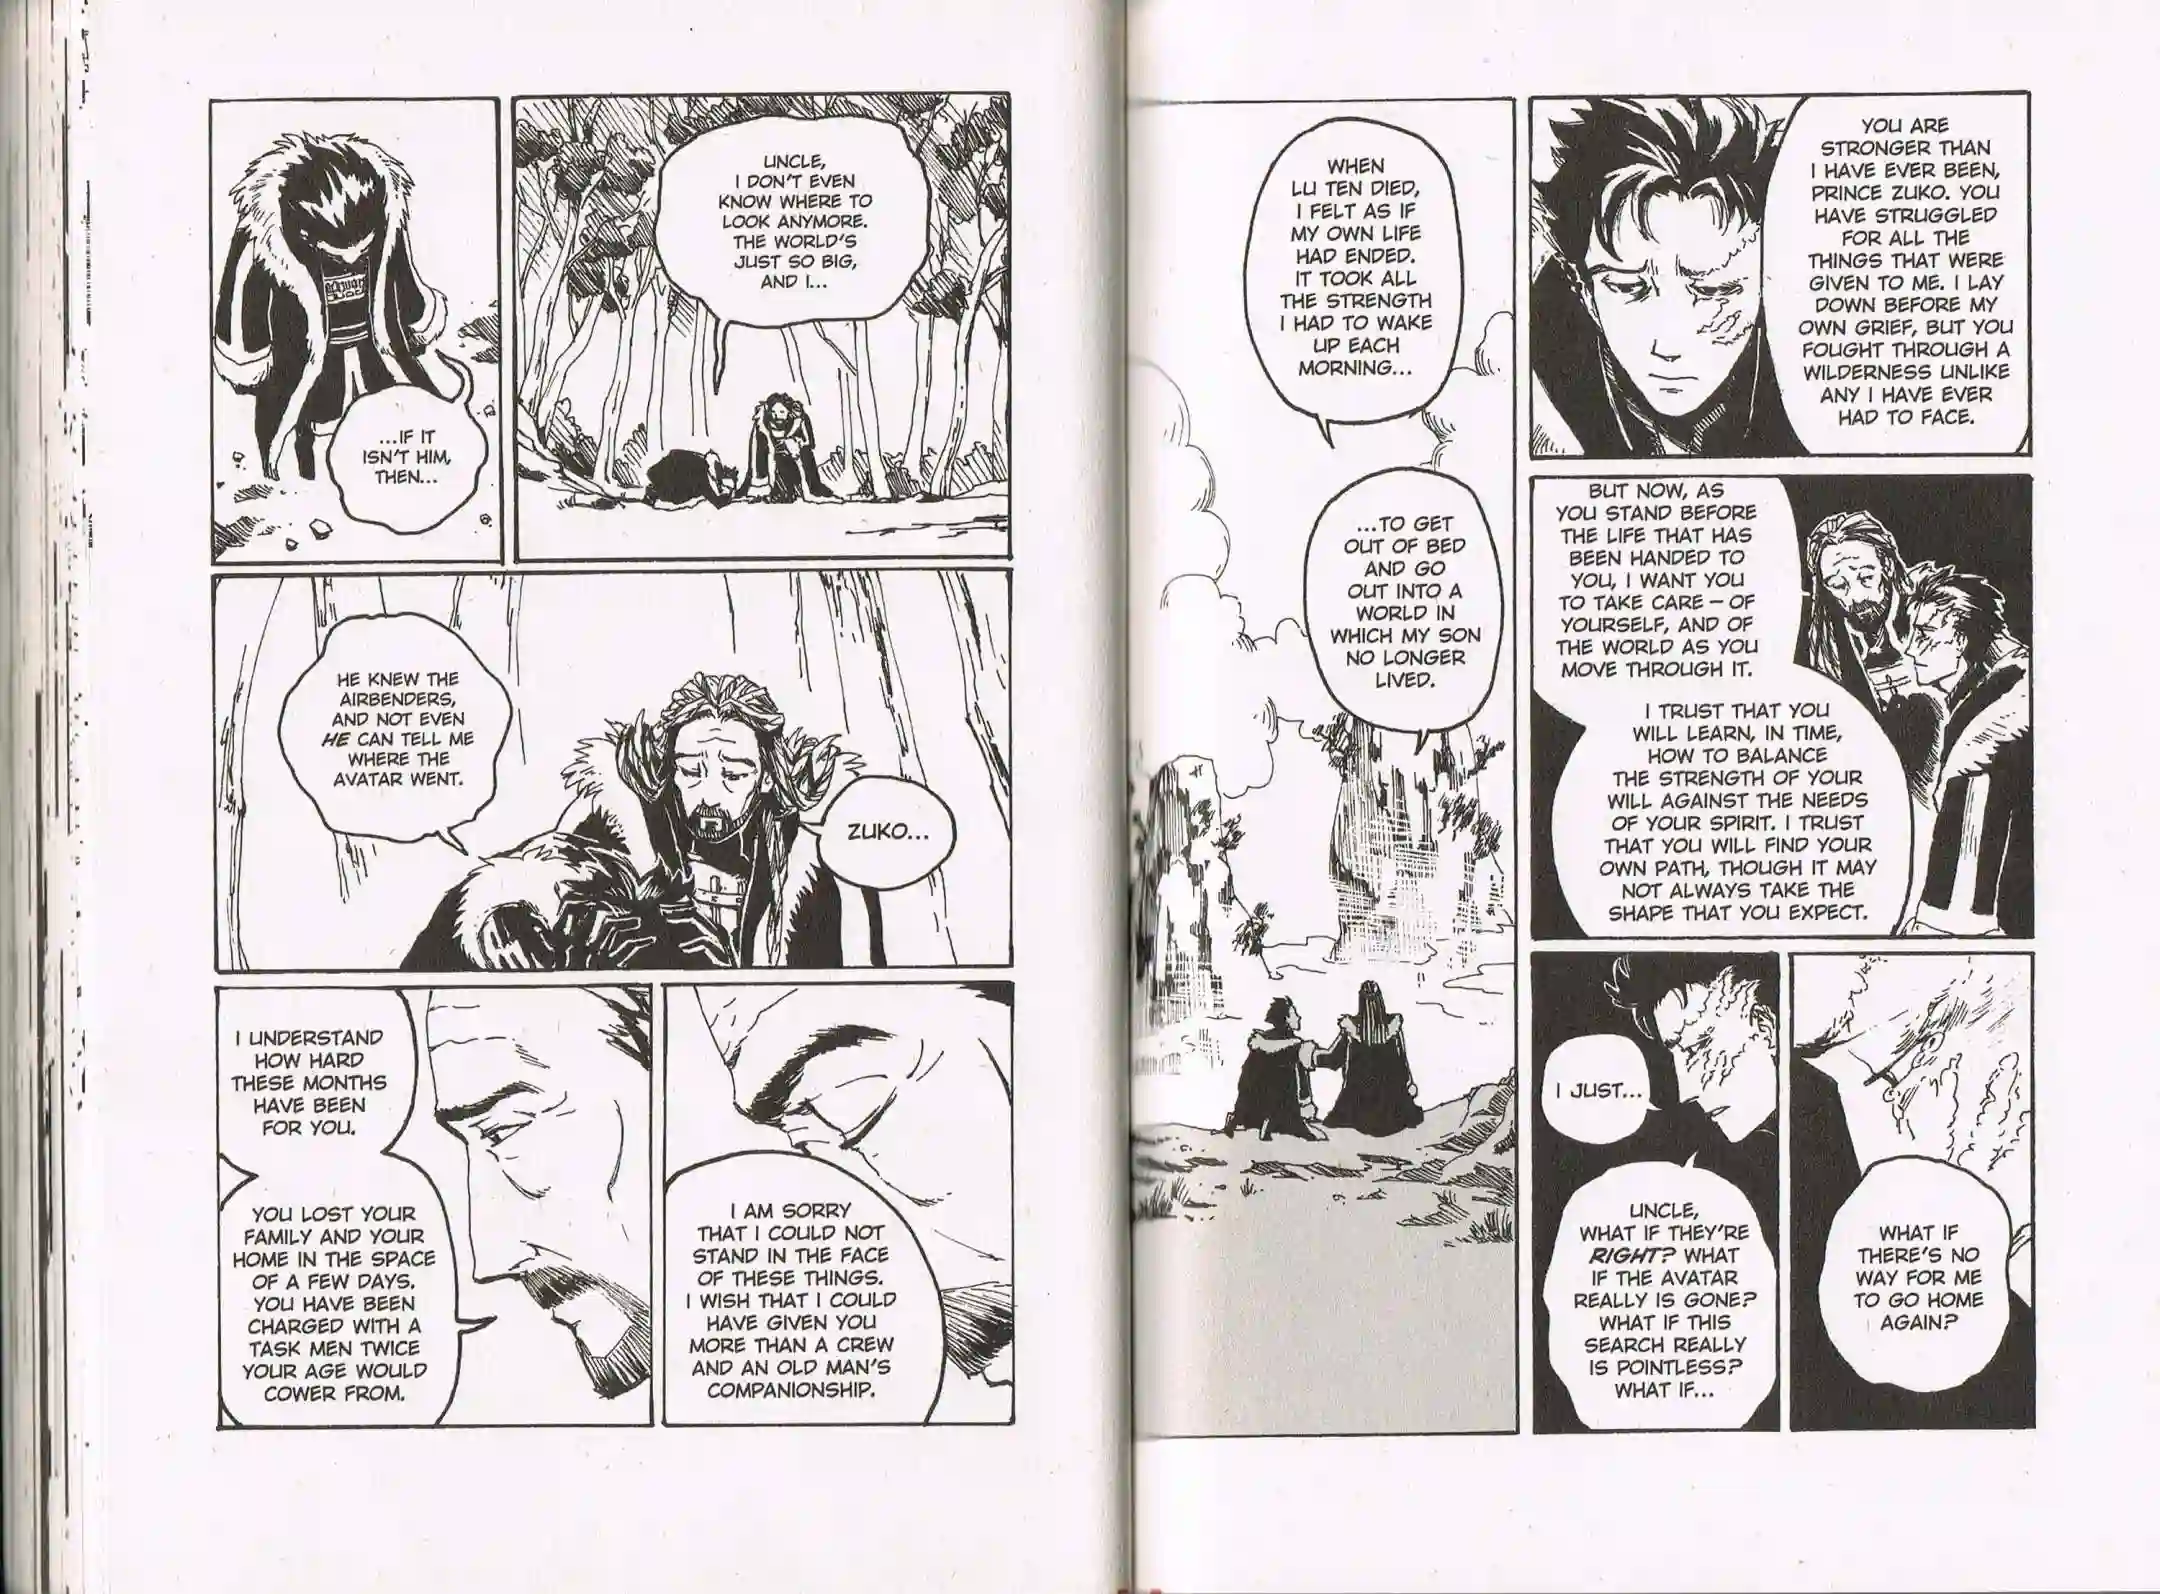 ...IF IT
ISN'T HIM,
THEN...
UNCLE,
I DON'T EVEN
KNOW WHERE TO
LOOK ANYMORE.
THE WORLD'S
JUST SO BIG,
AND I...
HE KNEW THE
AIRBENDERS,
AND NOT EVEN
HE CAN TELL ME
WHERE THE
AVATAR WENT.
ZUKO...
I UNDERSTAND
HOW HARD
THESE MONTHS
HAVE BEEN
FOR YOU.
YOU LOST YOUR
FAMILY AND YOUR
HOME IN THE SPACE
OF A FEW DAYS.
YOU HAVE BEEN
CHARGED WITH A
TASK MEN TWICE
YOUR AGE WOULD
COWER FROM.
I AM SORRY
THAT I COULD NOT
STAND IN THE FACE
OF THESE THINGS.
I WISH THAT I COULD
HAVE GIVEN YOU
MORE THAN A CREW
AND AN OLD MAN'S
COMPANIONSHIP.
WHEN
LU TEN DIED,
I FELT AS IF
MY OWN LIFE
HAD ENDED.
IT TOOK ALL
THE STRENGTH
I HAD TO WAKE
UP EACH
MORNING...
...TO GET
OUT OF BED
AND GO
OUT INTO A
WORLD IN
WHICH MY SON
NO LONGER
LIVED.
YOU ARE
STRONGER THAN
I HAVE EVER BEEN,
PRINCE ZUKO. YOU
HAVE STRUGGLED
FOR ALL THE
THINGS THAT WERE
GIVEN TO ME. I LAY
DOWN BEFORE MY
OWN GRIEF, BUT YOU
FOUGHT THROUGH A
WILDERNESS UNLIKE
ANY I HAVE EVER
HAD TO FACE.
BUT NOW, AS
YOU STAND BEFORE
THE LIFE THAT HAS
BEEN HANDED TO
YOU, I WANT YOU
TO TAKE CARE – OF
YOURSELF, AND OF
THE WORLD AS YOU
MOVE THROUGH IT.
I TRUST THAT YOU
WILL LEARN, IN TIME,
HOW TO BALANCE
THE STRENGTH OF YOUR
WILL AGAINST THE NEEDS
OF YOUR SPIRIT. I TRUST
THAT YOU WILL FIND YOUR
OWN PATH, THOUGH IT MAY
NOT ALWAYS TAKE THE
SHAPE THAT YOU EXPECT.
I JUST...
UNCLE,
WHAT IF THEY'RE
RIGHT? WHAT
IF THE AVATAR
REALLY IS GONE?
WHAT IF THIS
SEARCH REALLY
IS POINTLESS?
WHAT IF...
WHAT IF
THERE'S NO
WAY FOR ME
TO GO HOME
AGAIN?